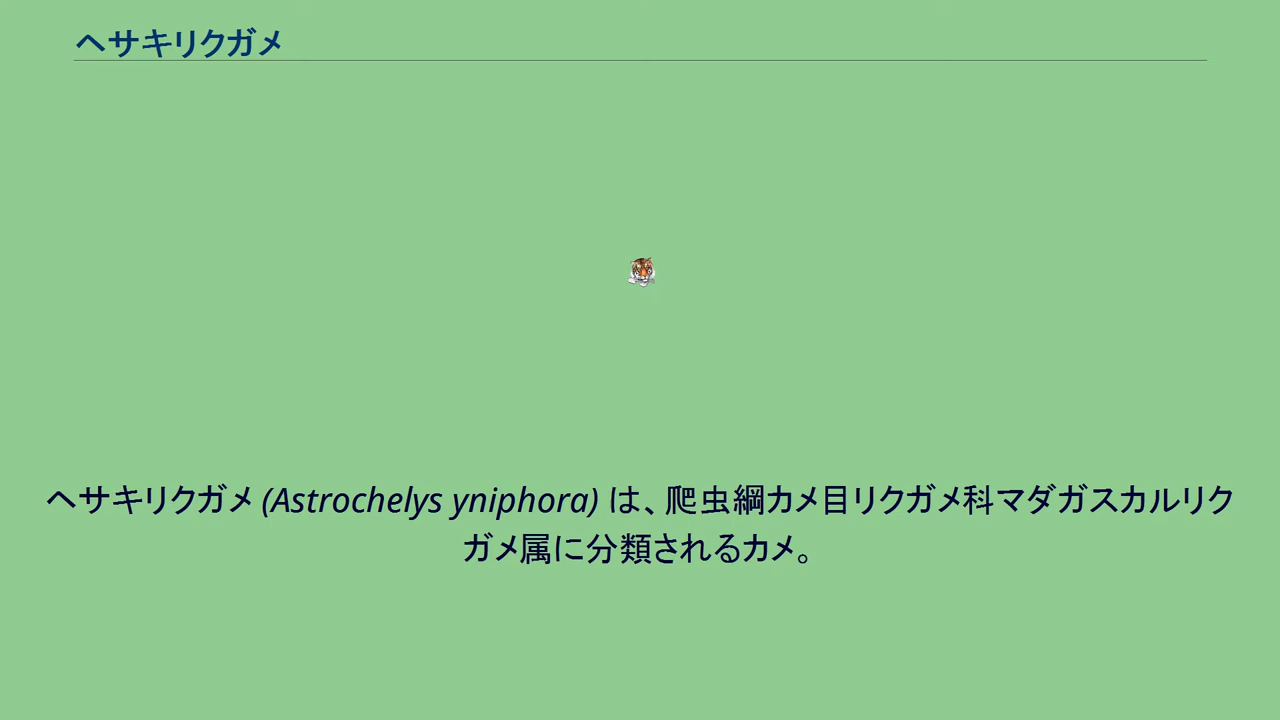 ヘサキリクガメ
ヘサキリクガメ (Astrochelys yniphora) は、爬虫綱カメ目リクガメ科マダガスカルリク
ガメ属に分類されるカメ。